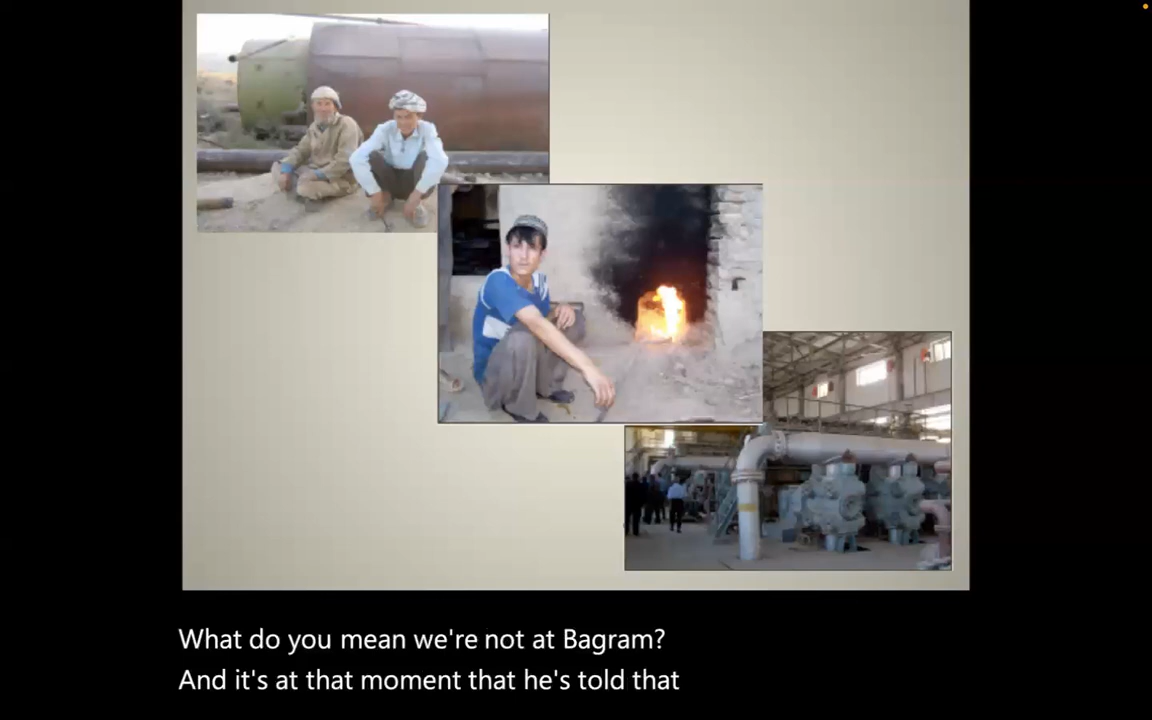 What do you mean we're not at Bagram?
And it's at that moment that he's told that